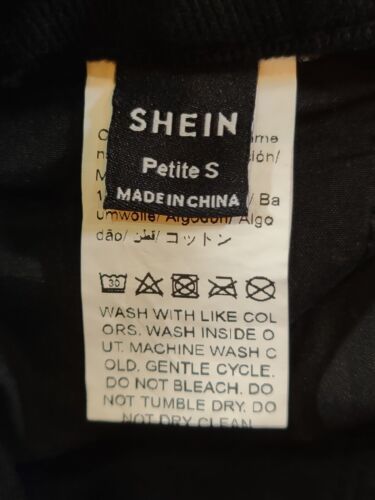 SHEIN
Petite S
MADE IN CHINA
/ Ba
umwolle/ Algodón/ Algo
dão/ قطن/ コットン
30
WASH WITH LIKE COL
ORS. WASH INSIDE O
UT. MACHINE WASH C
OLD. GENTLE CYCLE.
DO NOT BLEACH. DO
NOT TUMBLE DRY. DO
NOT DRY CLEAN